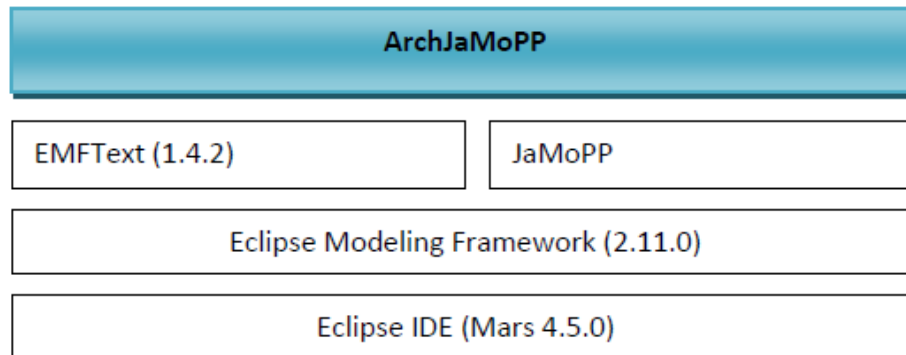 ArchJaMoPP
EMFText (1.4.2)
JaMoPP
Eclipse Modeling Framework (2.11.0)
Eclipse IDE (Mars 4.5.0)